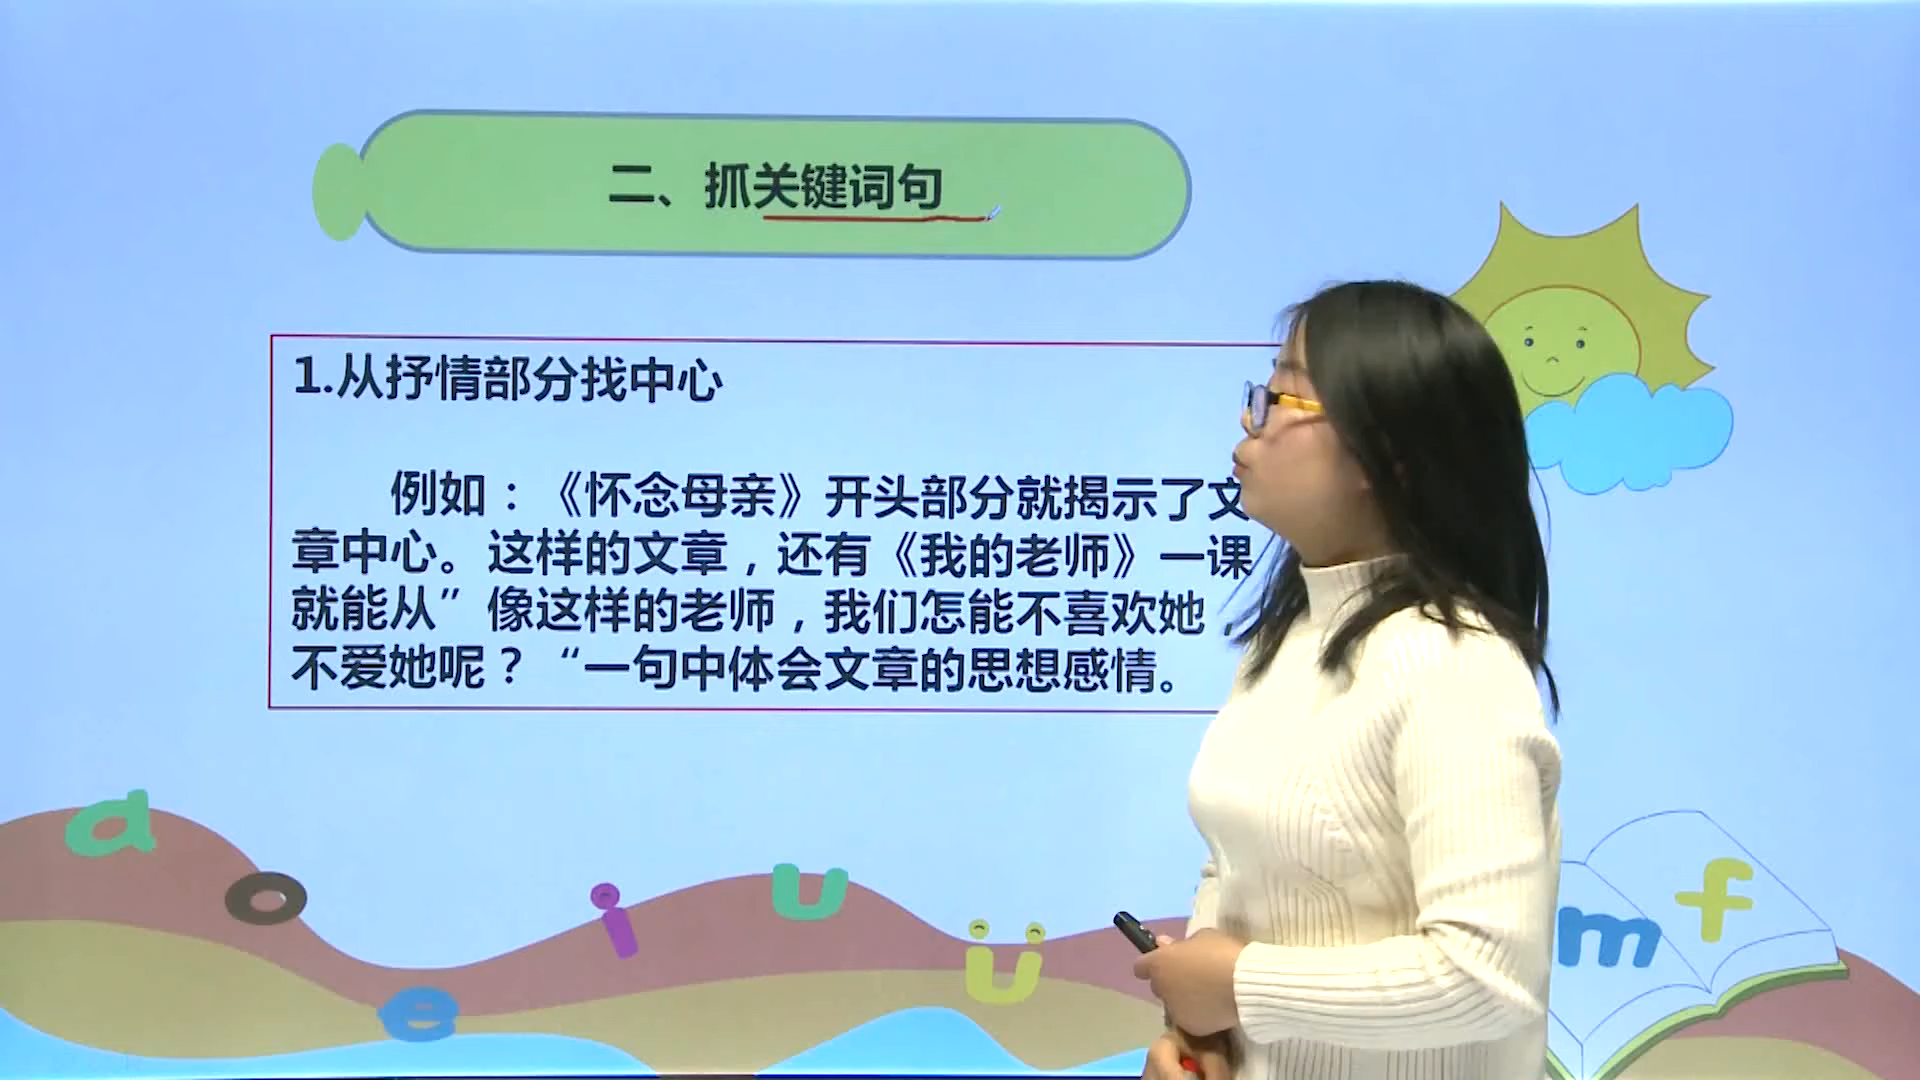 二、抓关键词句
1.从抒情部分找中心
例如：《怀念母亲》开头部分就揭示了文
章中心。这样的文章，还有《我的老师》一课
就能从”像这样的老师，我们怎能不喜欢她，
不爱她呢？“一句中体会文章的思想感情。
a
o
i
u
ü
e
m
f